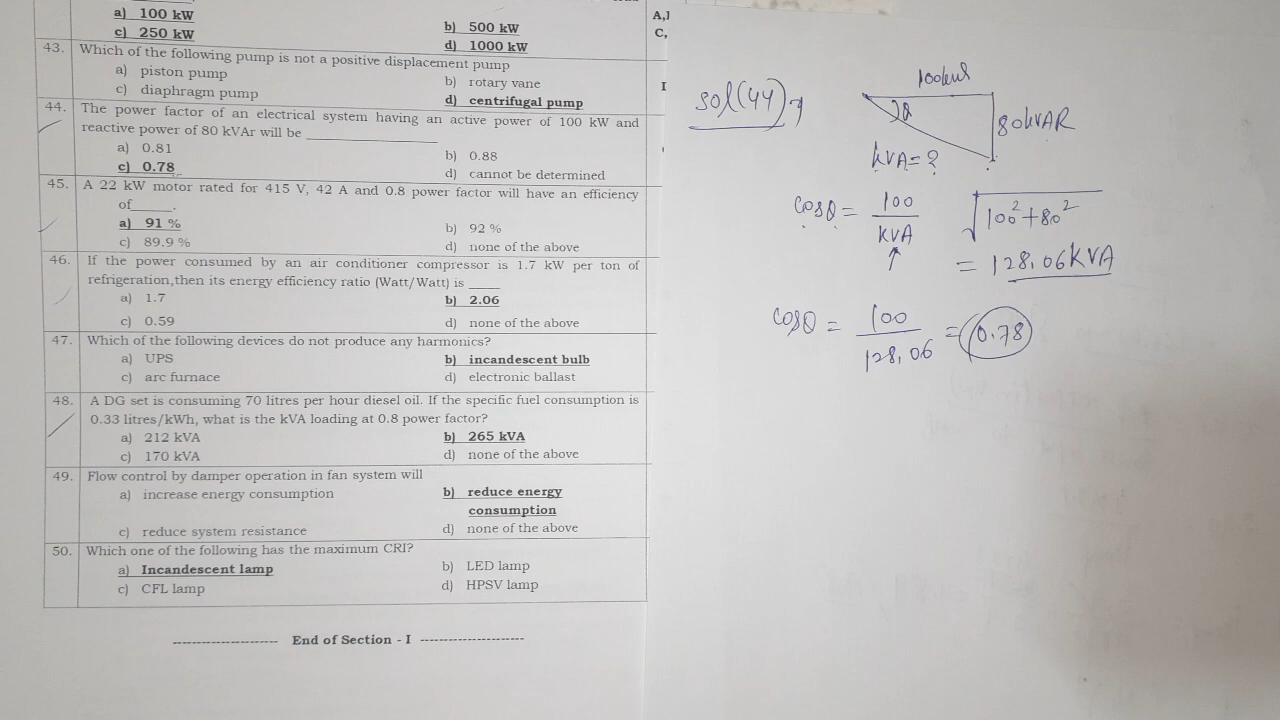 a) 100 kW
b) 500 kW
c) 250 kW
d) 1000 kW
A,
C,
43. Which of the following pump is not a positive displacement pump
a) piston pump
b) rotary vane
c) diaphragm pump
d) centrifugal pump
44. The power factor of an electrical system having an active power of 100 kW and
reactive power of 80 kVAr will be ____________________
a) 0.81
b) 0.88
c) 0.78
d) cannot be determined
45. A 22 kW motor rated for 415 V, 42 A and 0.8 power factor will have an efficiency
of______.
a) 91 %
b) 92 %
c) 89.9 %
d) none of the above
46. If the power consumed by an air conditioner compressor is 1.7 kW per ton of
refrigeration,then its energy efficiency ratio (Watt/Watt) is _____
a) 1.7
b) 2.06
c) 0.59
d) none of the above
47. Which of the following devices do not produce any harmonics?
a) UPS
b) incandescent bulb
c) arc furnace
d) electronic ballast
48. A DG set is consuming 70 litres per hour diesel oil. If the specific fuel consumption is
0.33 litres/kWh, what is the kVA loading at 0.8 power factor?
a) 212 kVA
b) 265 kVA
c) 170 kVA
d) none of the above
49. Flow control by damper operation in fan system will
a) increase energy consumption
b) reduce energy
consumption
c) reduce system resistance
d) none of the above
50. Which one of the following has the maximum CRI?
a) Incandescent lamp
b) LED lamp
c) CFL lamp
d) HPSV lamp
---------------------- End of Section - I ----------------------
sol(44)
100kW
80kVAR
kVA=?
cosθ = 100/KVA
√100²+80²
= 128.06KVA
cosθ = 100/128.06 = 0.78